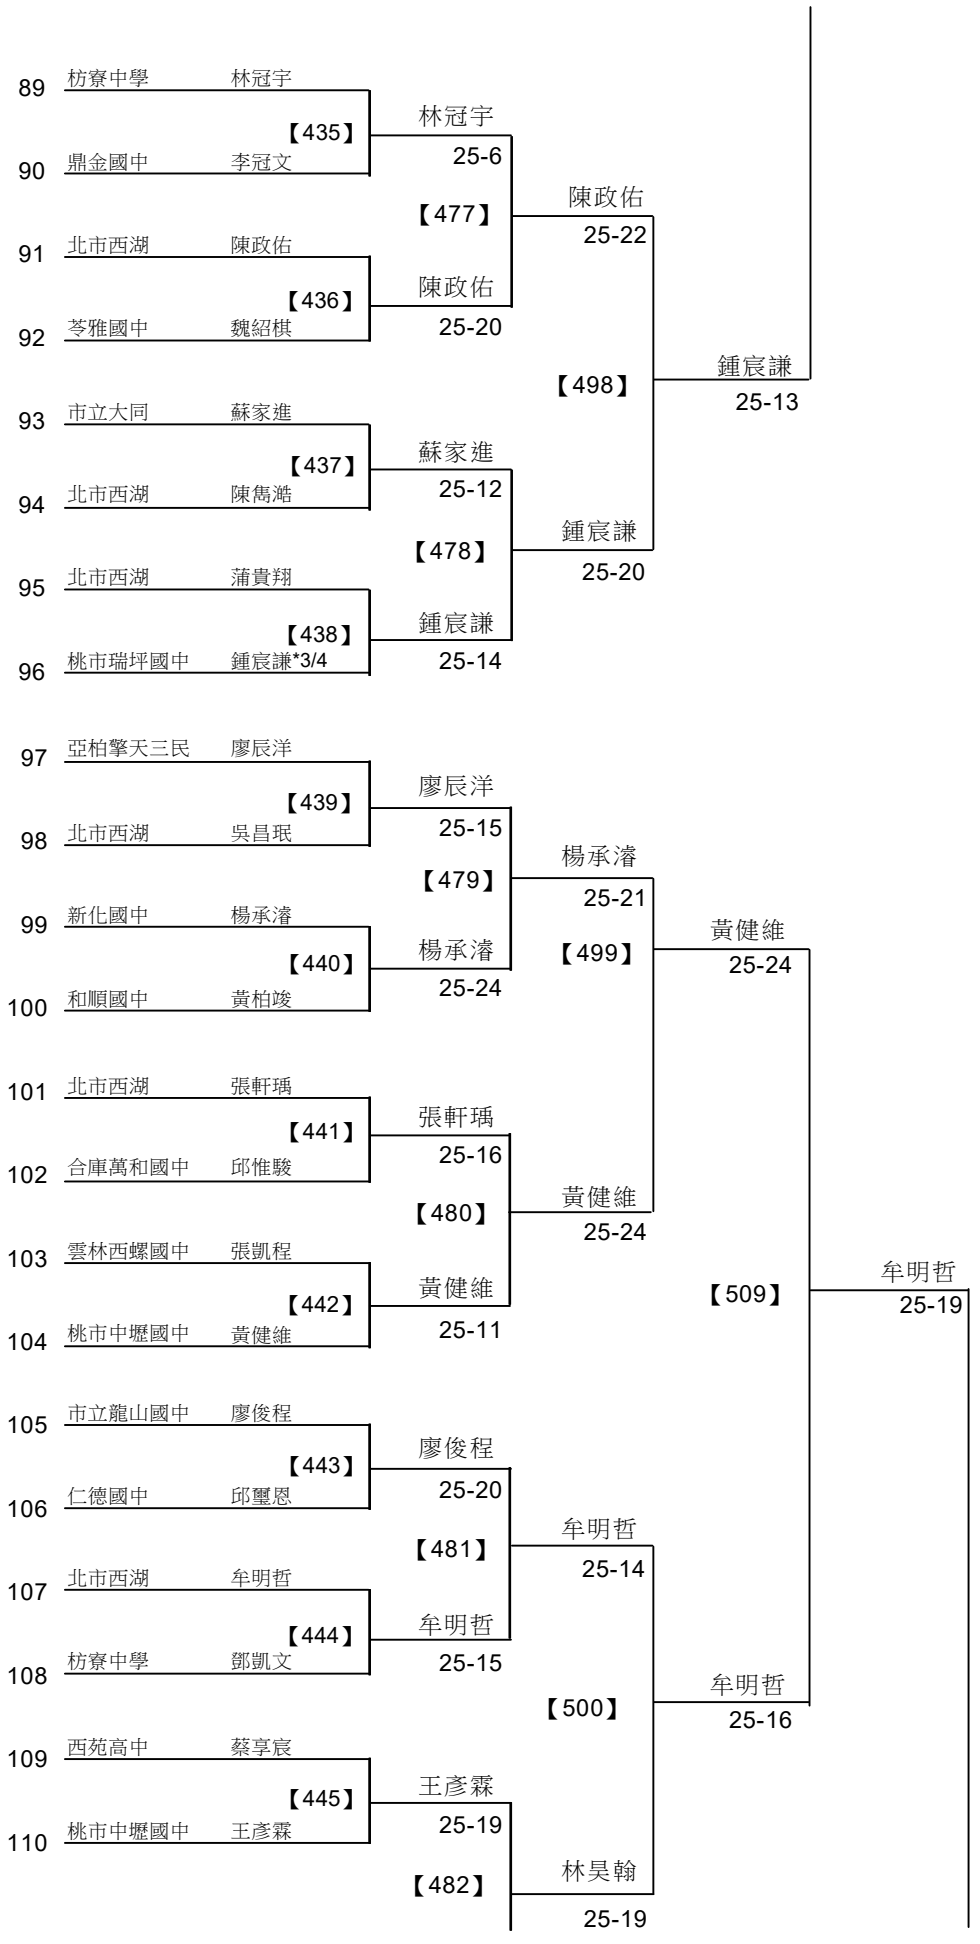 89 枋寮中學 林冠宇
【435】 林冠宇
25-6
90 鼎金國中 李冠文
【477】 陳政佑
25-22
91 北市西湖 陳政佑
【436】 陳政佑
25-20
92 苓雅國中 魏紹棋
【498】 鍾宸謙
25-13
93 市立大同 蘇家進
【437】 蘇家進
25-12
94 北市西湖 陳雋澔
【478】 鍾宸謙
25-20
95 北市西湖 蒲貴翔
【438】 鍾宸謙
25-14
96 桃市瑞坪國中 鍾宸謙*3/4
97 亞柏擎天三民 廖辰洋
【439】 廖辰洋
25-15
98 北市西湖 吳昌珉
【479】 楊承濬
25-21
99 新化國中 楊承濬
【499】 黃健維
25-24
【440】 楊承濬
25-24
100 和順國中 黃柏竣
101 北市西湖 張軒瑀
【441】 張軒瑀
25-16
102 合庫萬和國中 邱惟駿
【480】 黃健維
25-24
103 雲林西螺國中 張凱程
【442】 黃健維
25-11
【509】 牟明哲
25-19
104 桃市中壢國中 黃健維
105 市立龍山國中 廖俊程
【443】 廖俊程
25-20
106 仁德國中 邱璽恩
【481】 牟明哲
25-14
107 北市西湖 牟明哲
【444】 牟明哲
25-15
108 枋寮中學 鄧凱文
【500】 牟明哲
25-16
109 西苑高中 蔡享宸
【445】 王彥霖
25-19
110 桃市中壢國中 王彥霖
【482】 林昊翰
25-19